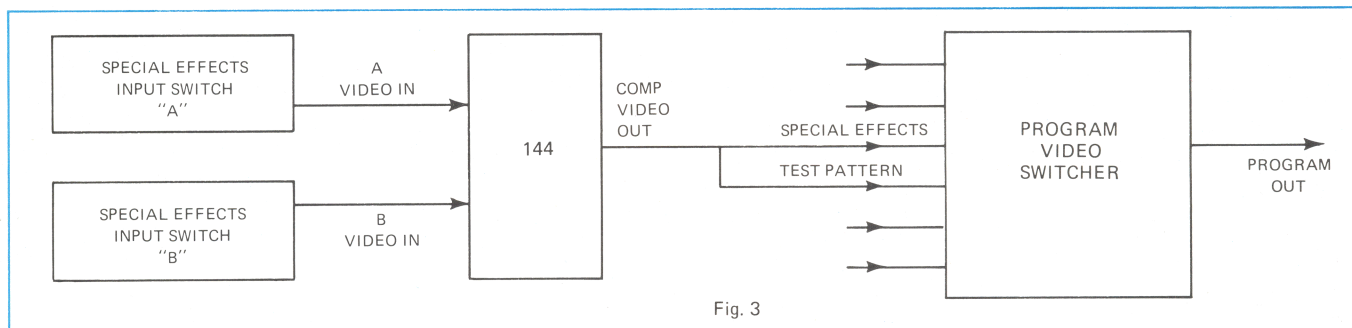 SPECIAL EFFECTS
INPUT SWITCH
"A"
A
VIDEO IN
SPECIAL EFFECTS
INPUT SWITCH
"B"
B
VIDEO IN
144
COMP
VIDEO
OUT
SPECIAL EFFECTS
TEST PATTERN
PROGRAM
VIDEO
SWITCHER
PROGRAM
OUT
Fig. 3